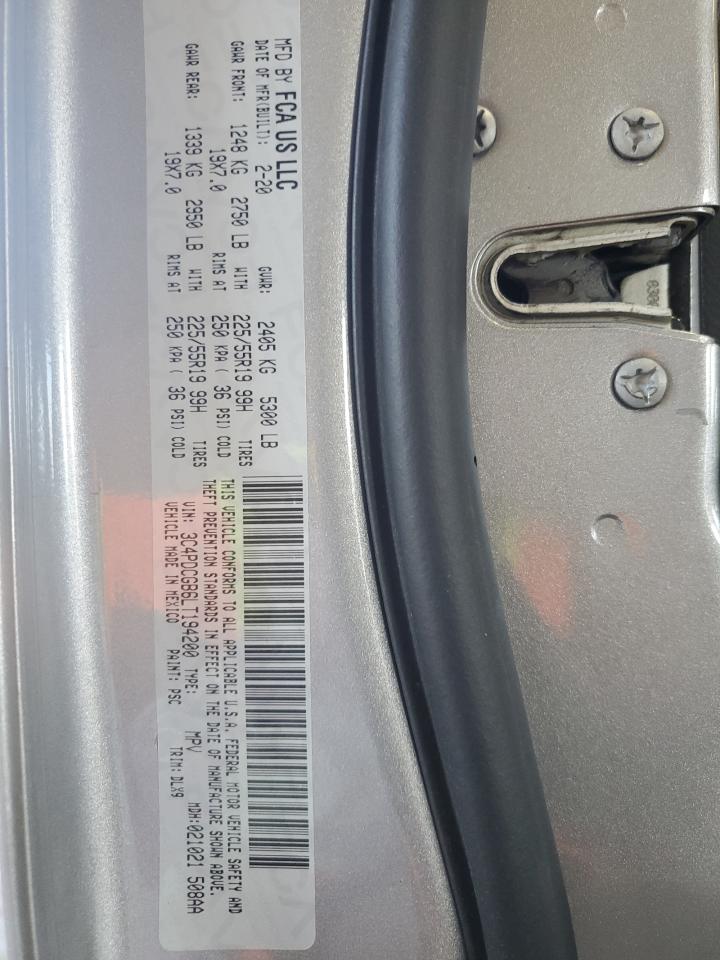 MFD BY FCA US LLC
DATE OF MFR(BUILT): 2-20 GVWR: 2405 KG 5300 LB
GAWR FRONT: 1248 KG 2750 LB WITH 225/55R19 99H TIRES
19X7.0 RIMS AT 250 KPA ( 36 PSI) COLD
GAWR REAR: 1339 KG 2950 LB WITH 225/55R19 99H TIRES
19X7.0 RIMS AT 250 KPA ( 36 PSI) COLD
THIS VEHICLE CONFORMS TO ALL APPLICABLE U.S.A. FEDERAL MOTOR VEHICLE SAFETY AND
THEFT PREVENTION STANDARDS IN EFFECT ON THE DATE OF MANUFACTURE SHOWN ABOVE.
VIN: 3C4PDCGB6LT194200 TYPE: MPV MDH:021021 508AA
VEHICLE MADE IN MEXICO PAINT: PSC TRIM: DLX9